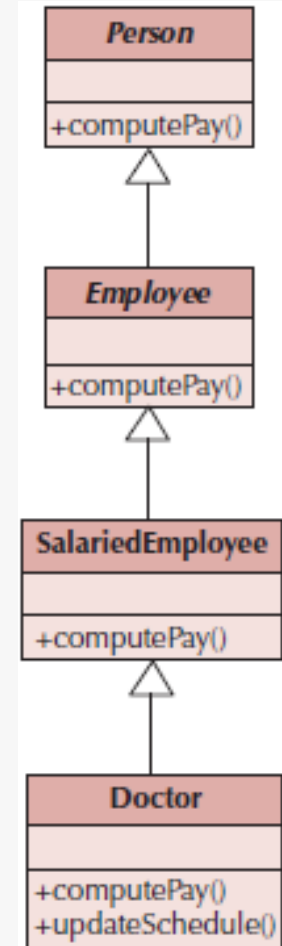 Person
+computePay()
Employee
+computePay()
SalariedEmployee
+computePay()
Doctor
+computePay()
+updateSchedule()